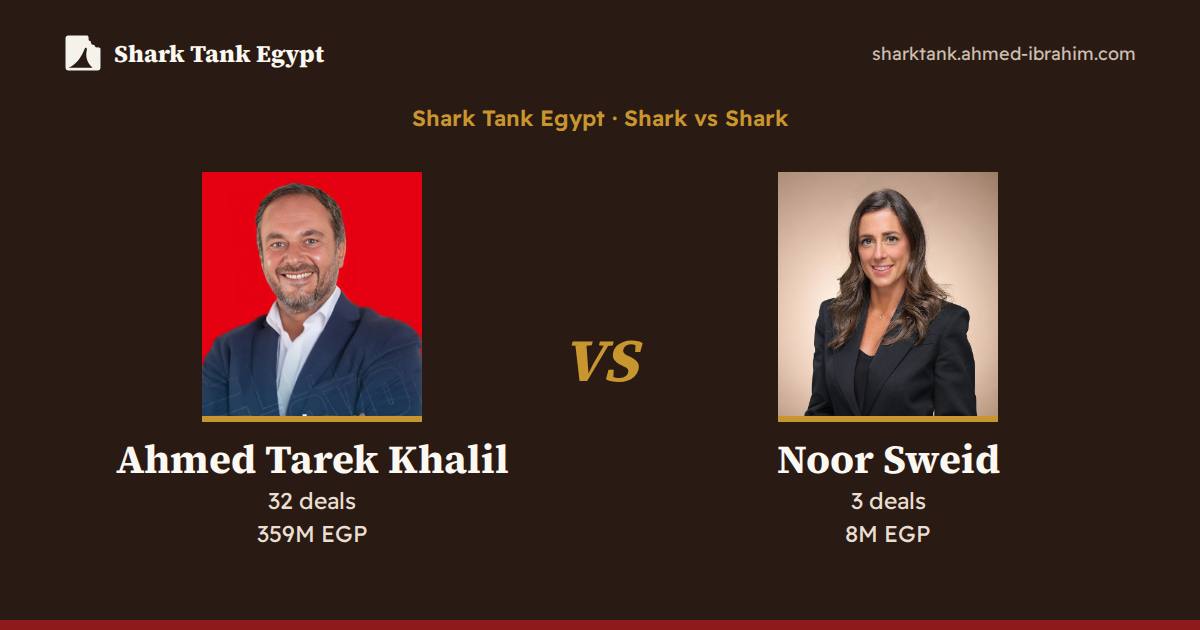 Shark Tank Egypt
sharktank.ahmed-ibrahim.com
Shark Tank Egypt · Shark vs Shark
vs
Ahmed Tarek Khalil
32 deals
359M EGP
Noor Sweid
3 deals
8M EGP